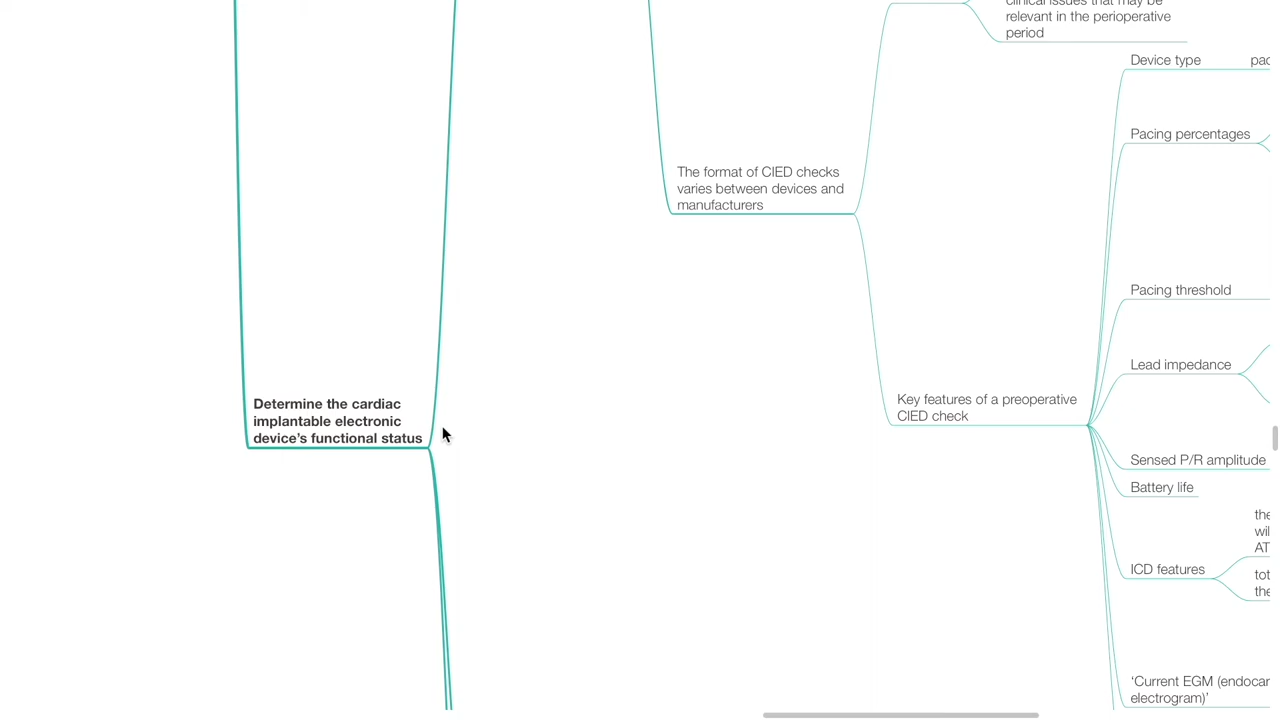 clinical issues that may be
relevant in the perioperative
period
Device type
Pacing percentages
The format of CIED checks
varies between devices and
manufacturers
Pacing threshold
Lead impedance
Key features of a preoperative
CIED check
Determine the cardiac
implantable electronic
device’s functional status
Sensed P/R amplitude
Battery life
ICD features
‘Current EGM (endocar
electrogram)’